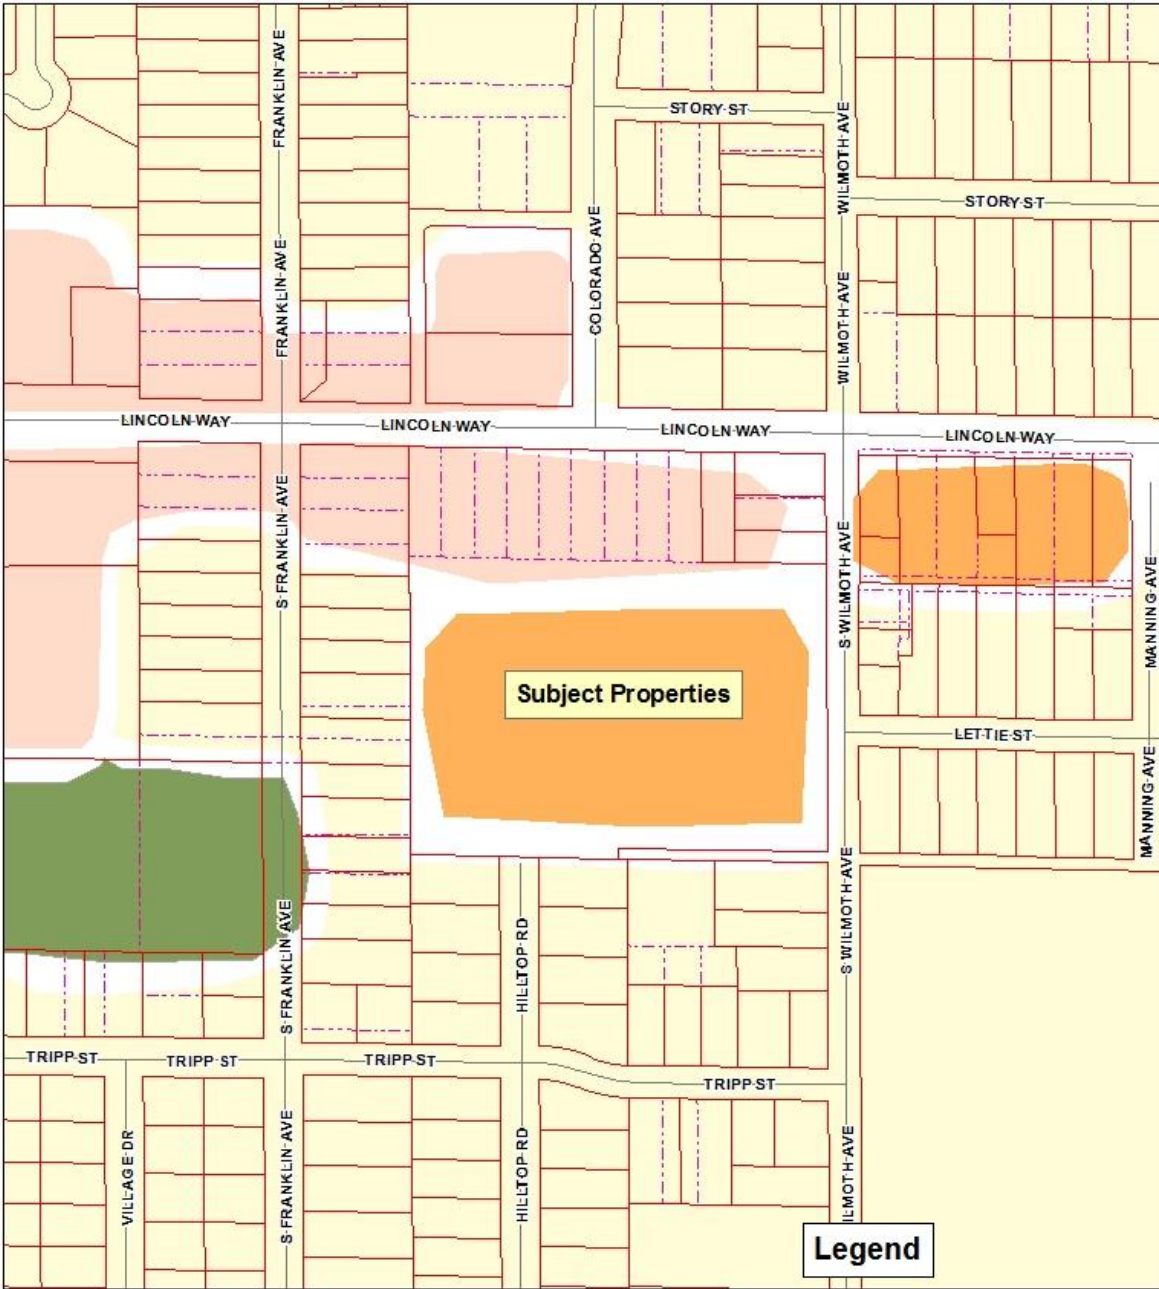 FRANKLIN AVE
STORY ST
WILMOTH AVE
STORY ST
COLORADO AVE
FRANKLIN AVE
WILMOTH AVE
LINCOLN WAY
LINCOLN WAY
LINCOLN WAY
LINCOLN WAY
S FRANKLIN AVE
S WILMOTH AVE
MANNING AVE
Subject Properties
LETTIE ST
MANNING AVE
S WILMOTH AVE
S FRANKLIN AVE
HILLTOP RD
TRIPP ST
TRIPP ST
TRIPP ST
TRIPP ST
VILLAGE DR
S FRANKLIN AVE
HILLTOP RD
ILMOTH AVE
Legend